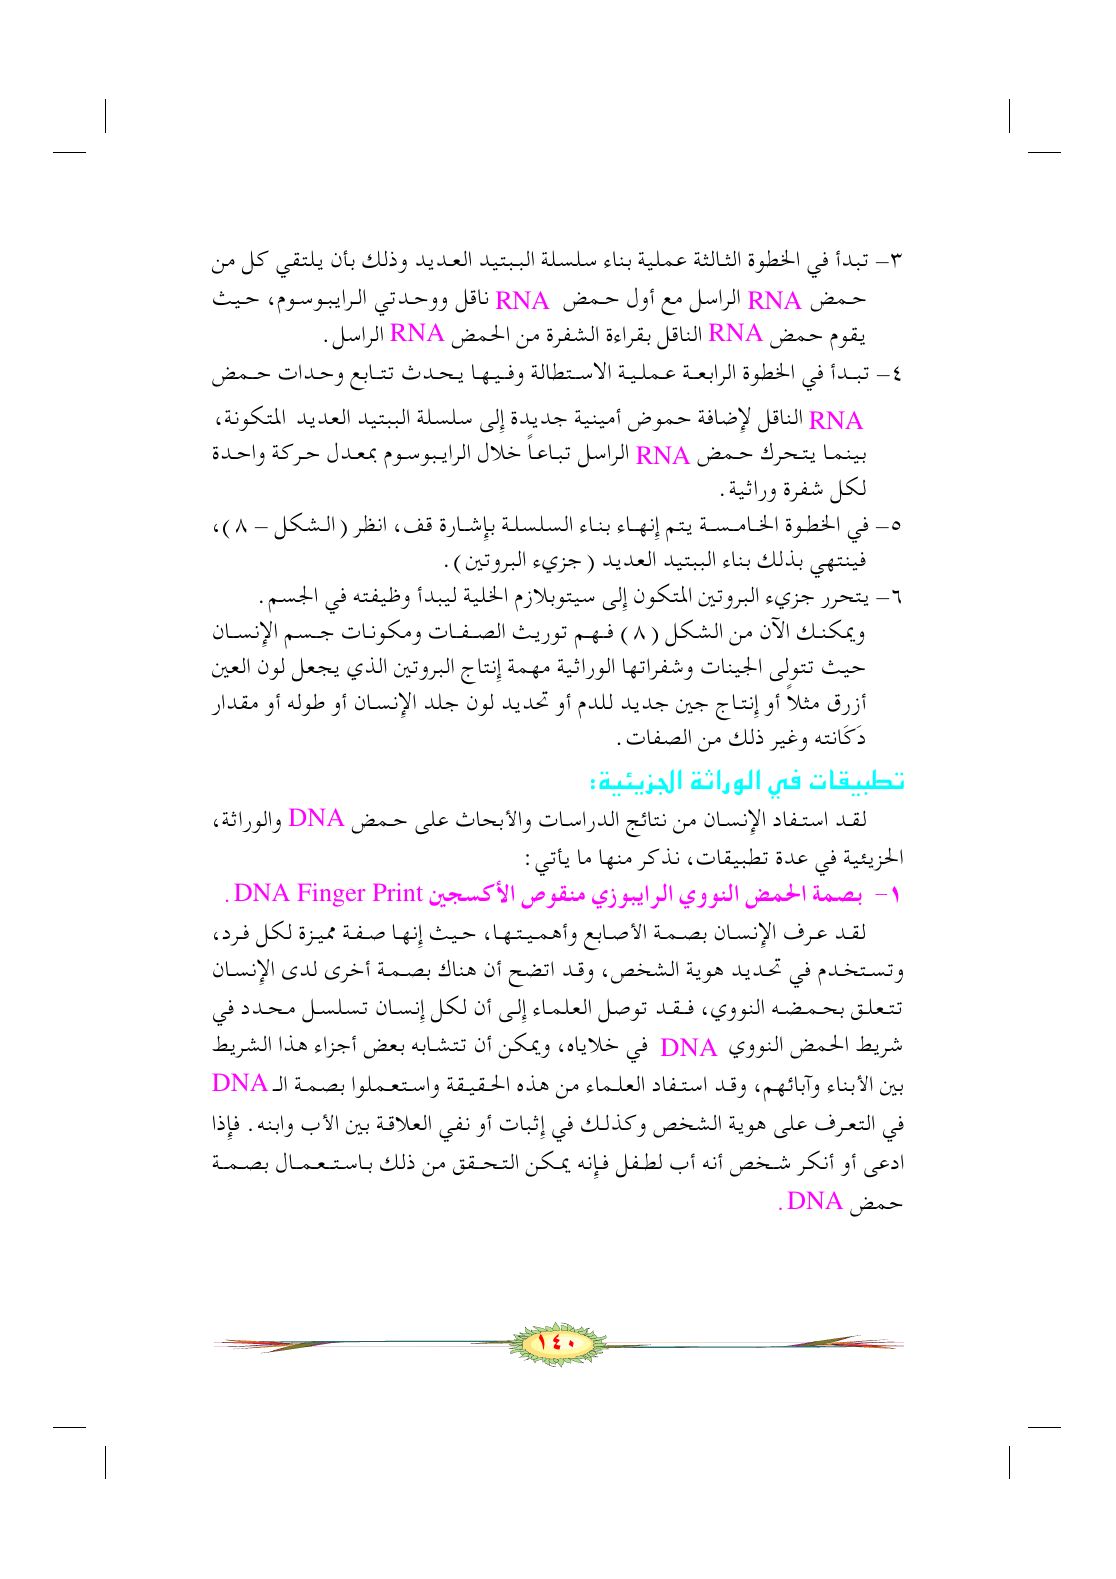 ٣- تبدأ في الخطوة الثالثة عملية بناء سلسلة الببتيد العديد وذلك بأن يلتقي كل من
حمض RNA الراسل مع أول حمض RNA ناقل ووحدتي الرايبوسوم، حيث
يقوم حمض RNA الناقل بقراءة الشفرة من الحمض RNA الراسل.
٤- تبدأ في الخطوة الرابعة عملية الاستطالة وفيها يحدث تتابع وحدات حمض
RNA الناقل لإضافة حموض أمينية جديدة إلى سلسلة الببتيد العديد المتكونة،
بينما يتحرك حمض RNA الراسل تباعاً خلال الرايبوسوم بمعدل حركة واحدة
لكل شفرة وراثية.
٥- في الخطوة الخامسة يتم إنهاء بناء السلسلة بإشارة قف، انظر (الشكل – ٨)،
فينتهي بذلك بناء الببتيد العديد (جزيء البروتين).
٦- يتحرر جزيء البروتين المتكون إلى سيتوبلازم الخلية ليبدأ وظيفته في الجسم.
ويمكنك الآن من الشكل (٨) فهم توريث الصفات ومكونات جسم الإنسان
حيث تتولى الجينات وشفراتها الوراثية مهمة إنتاج البروتين الذي يجعل لون العين
أزرق مثلاً أو إنتاج جين جديد للدم أو تحديد لون جلد الإنسان أو طوله أو مقدار
ذكَانته وغير ذلك من الصفات.
تطبيقات في الوراثة الجزيئية:
لقد استفاد الإنسان من نتائج الدراسات والأبحاث على حمض DNA والوراثة،
الجزيئية في عدة تطبيقات، نذكر منها ما يأتي:
١- بصمة الحمض النووي الرايبوزي منقوص الأكسجين DNA Finger Print.
لقد عرف الإنسان بصمة الأصابع وأهميتها، حيث إنها صفة مميزة لكل فرد،
وتستخدم في تحديد هوية الشخص، وقد اتضح أن هناك بصمة أخرى لدى الإنسان
تتعلق بحمضه النووي، فقد توصل العلماء إلى أن لكل إنسان تسلسل محدد في
شريط الحمض النووي DNA في خلاياه، ويمكن أن تتشابه بعض أجزاء هذا الشريط
بين الأبناء وآبائهم، وقد استفاد العلماء من هذه الحقيقة واستعملوا بصمة الـ DNA
في التعرف على هوية الشخص وكذلك في إثبات أو نفي العلاقة بين الأب وابنه. فإذا
ادعى أو أنكر شخص أنه أب لطفل فإنه يمكن التحقق من ذلك باستعمال بصمة
حمض DNA.
١٤٠